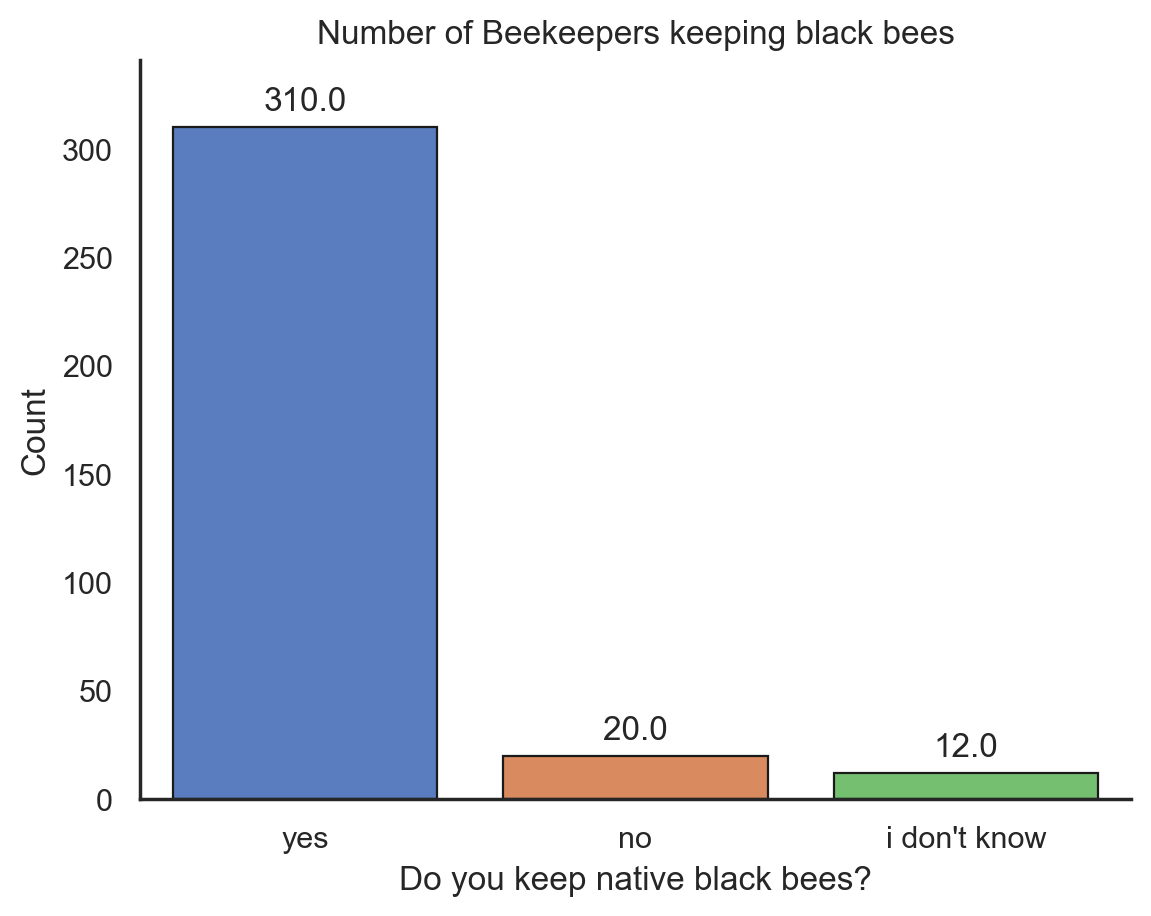 Number of Beekeepers keeping black bees
310.0
300
250
200
150
100
50
0
Count
20.0
12.0
yes
no
i don't know
Do you keep native black bees?